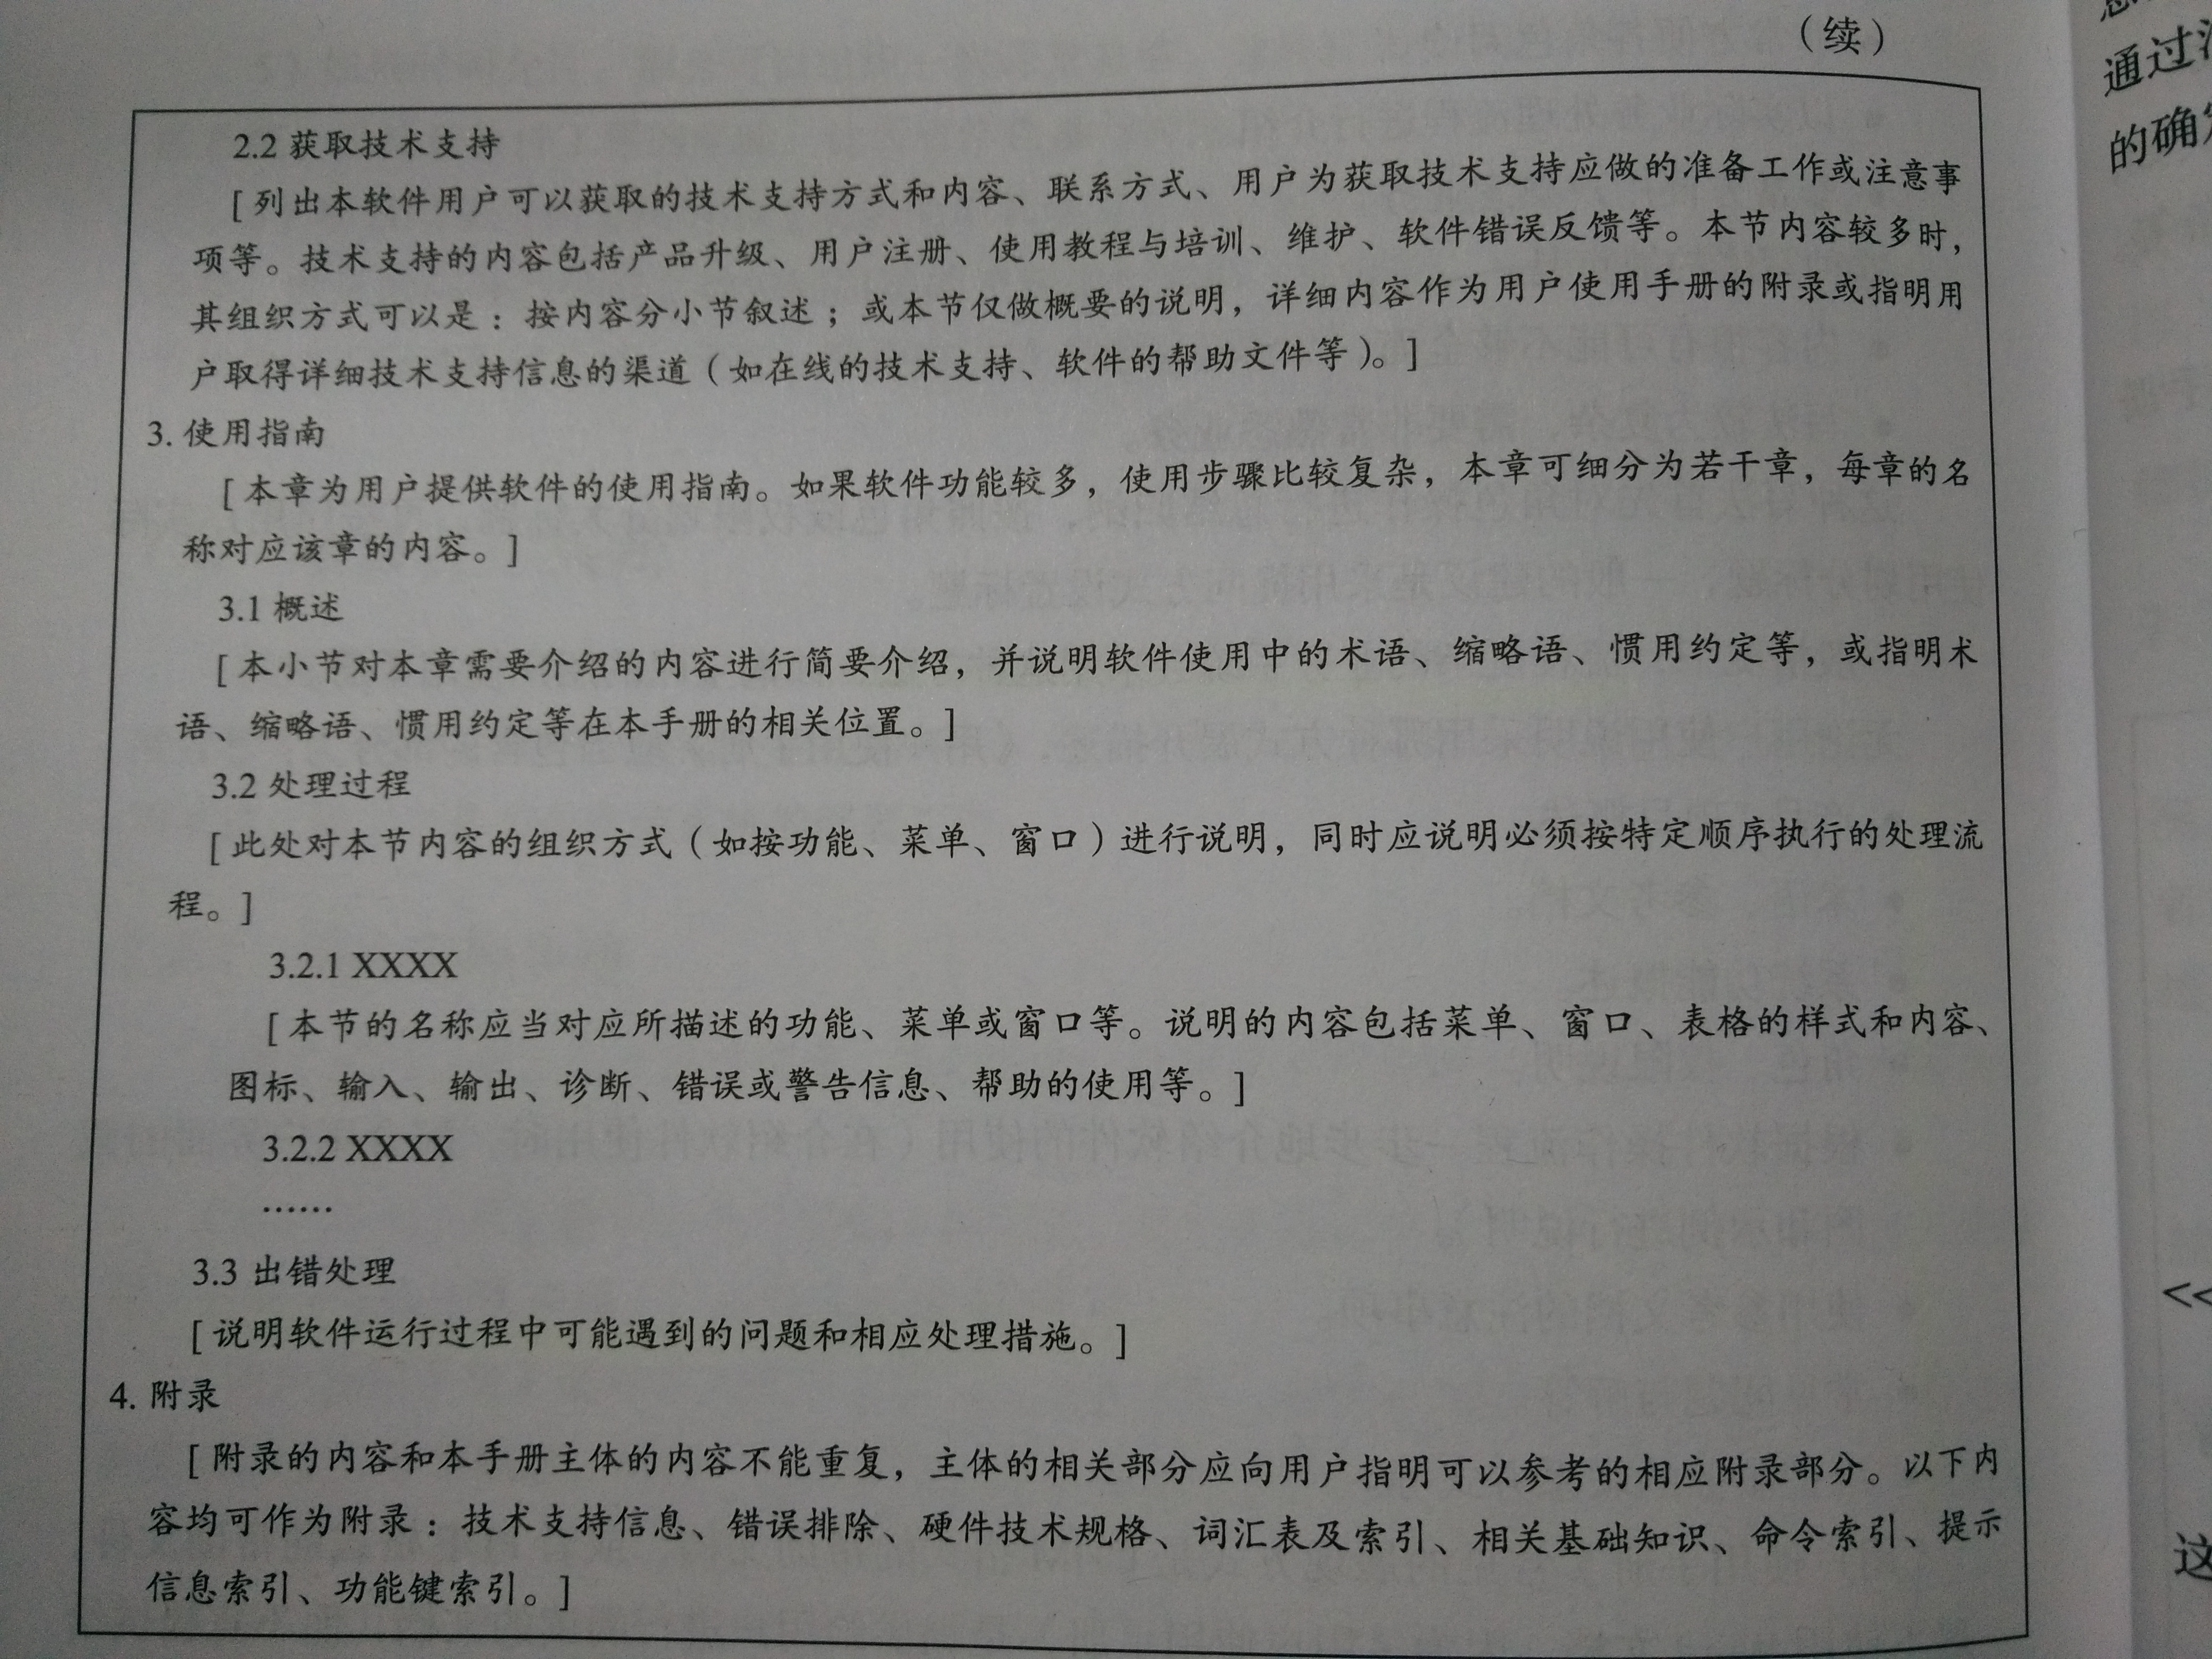 （续）
2.2 获取技术支持
[ 列出本软件用户可以获取的技术支持方式和内容、联系方式、用户为获取技术支持应做的准备工作或注意事
项等。技术支持的内容包括产品升级、用户注册、使用教程与培训、维护、软件错误反馈等。本节内容较多时，
其组织方式可以是：按内容分小节叙述；或本节仅做概要的说明，详细内容作为用户使用手册的附录或指明用
户取得详细技术支持信息的渠道（如在线的技术支持、软件的帮助文件等）。]
3. 使用指南
[ 本章为用户提供软件的使用指南。如果软件功能较多，使用步骤比较复杂，本章可细分为若干章，每章的名
称对应该章的内容。]
3.1 概述
[ 本小节对本章需要介绍的内容进行简要介绍，并说明软件使用中的术语、缩略语、惯用约定等，或指明术
语、缩略语、惯用约定等在本手册的相关位置。]
3.2 处理过程
[ 此处对本节内容的组织方式（如按功能、菜单、窗口）进行说明，同时应说明必须按特定顺序执行的处理流
程。]
3.2.1 XXXX
[ 本节的名称应当对应所描述的功能、菜单或窗口等。说明的内容包括菜单、窗口、表格的样式和内容、
图标、输入、输出、诊断、错误或警告信息、帮助的使用等。]
3.2.2 XXXX
……
3.3 出错处理
[ 说明软件运行过程中可能遇到的问题和相应处理措施。]
4. 附录
[ 附录的内容和本手册主体的内容不能重复，主体的相关部分应向用户指明可以参考的相应附录部分。以下内
容均可作为附录：技术支持信息、错误排除、硬件技术规格、词汇表及索引、相关基础知识、命令索引、提示
信息索引、功能键索引。]
通过
的确
<<
这